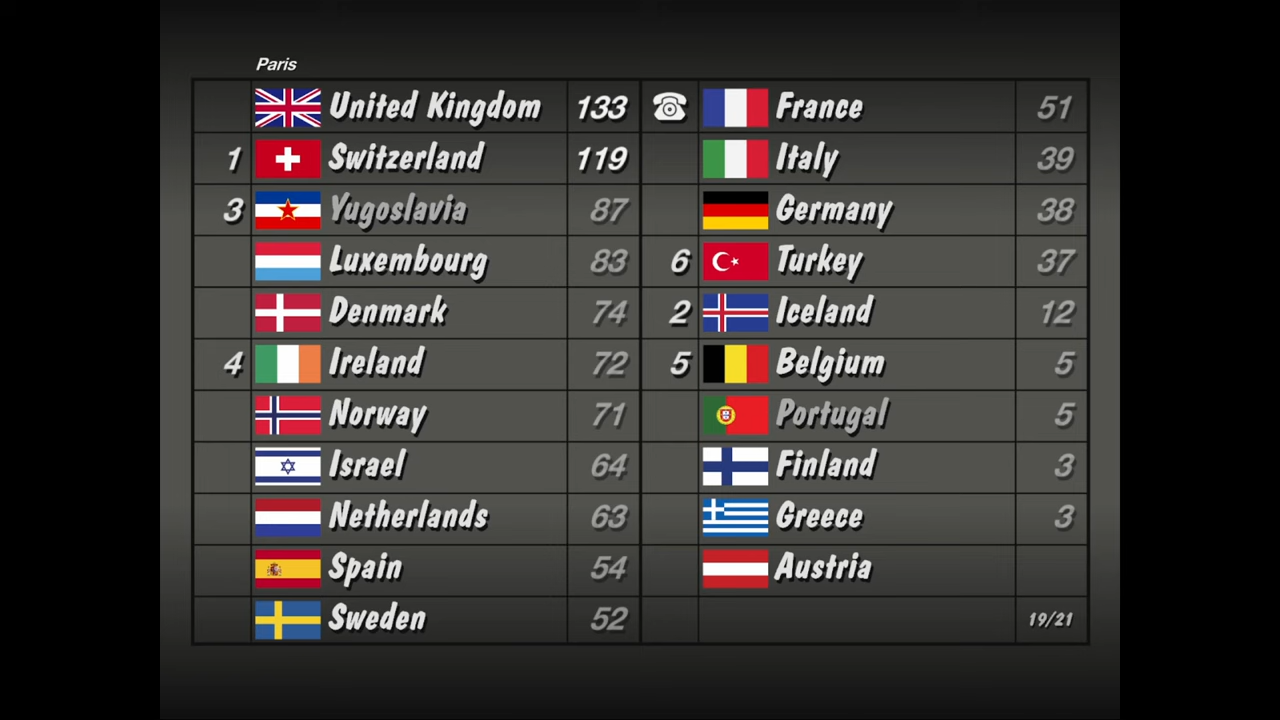 Paris
United Kingdom 133
1 Switzerland 119
3 Yugoslavia 87
Luxembourg 83
Denmark 74
4 Ireland 72
Norway 71
Israel 64
Netherlands 63
Spain 54
Sweden 52
France 51
Italy 39
Germany 38
6 Turkey 37
2 Iceland 12
5 Belgium 5
Portugal 5
Finland 3
Greece 3
Austria
19/21